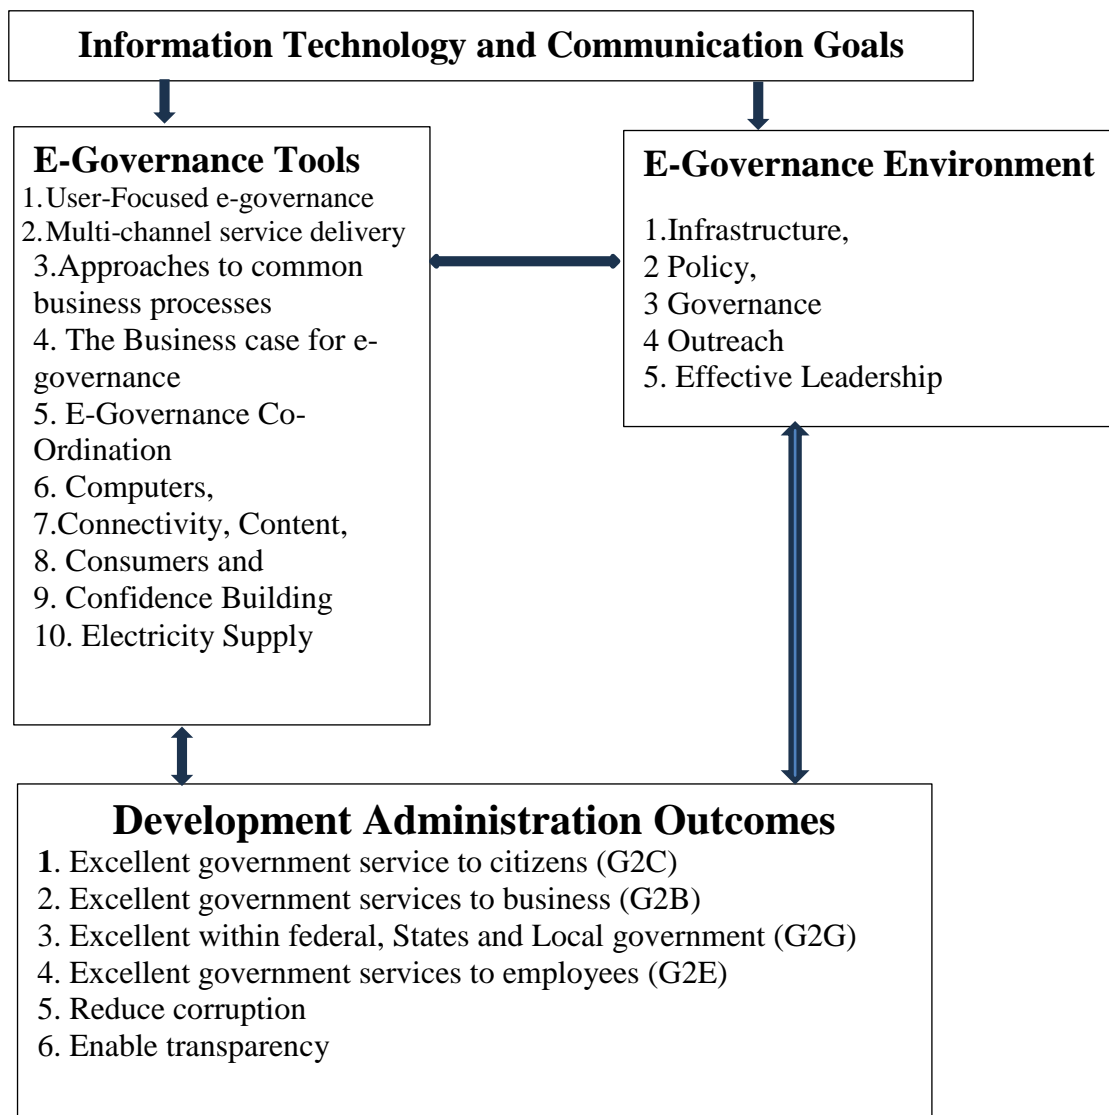 Information Technology and Communication Goals
E-Governance Tools
1.User-Focused e-governance
2.Multi-channel service delivery
3.Approaches to common
business processes
4. The Business case for e-
governance
5. E-Governance Co-
Ordination
6. Computers,
7.Connectivity, Content,
8. Consumers and
9. Confidence Building
10. Electricity Supply
E-Governance Environment
1.Infrastructure,
2 Policy,
3 Governance
4 Outreach
5. Effective Leadership
Development Administration Outcomes
1. Excellent government service to citizens (G2C)
2. Excellent government services to business (G2B)
3. Excellent within federal, States and Local government (G2G)
4. Excellent government services to employees (G2E)
5. Reduce corruption
6. Enable transparency